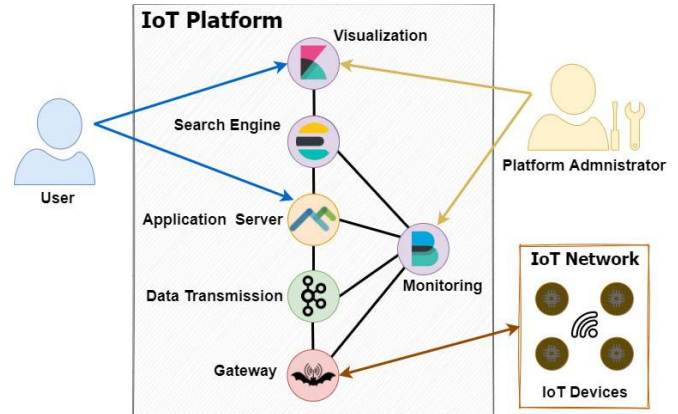 IoT Platform
Visualization
Search Engine
User
Platform Admnistrator
Application Server
IoT Network
Data Transmission
Monitoring
Gateway
IoT Devices